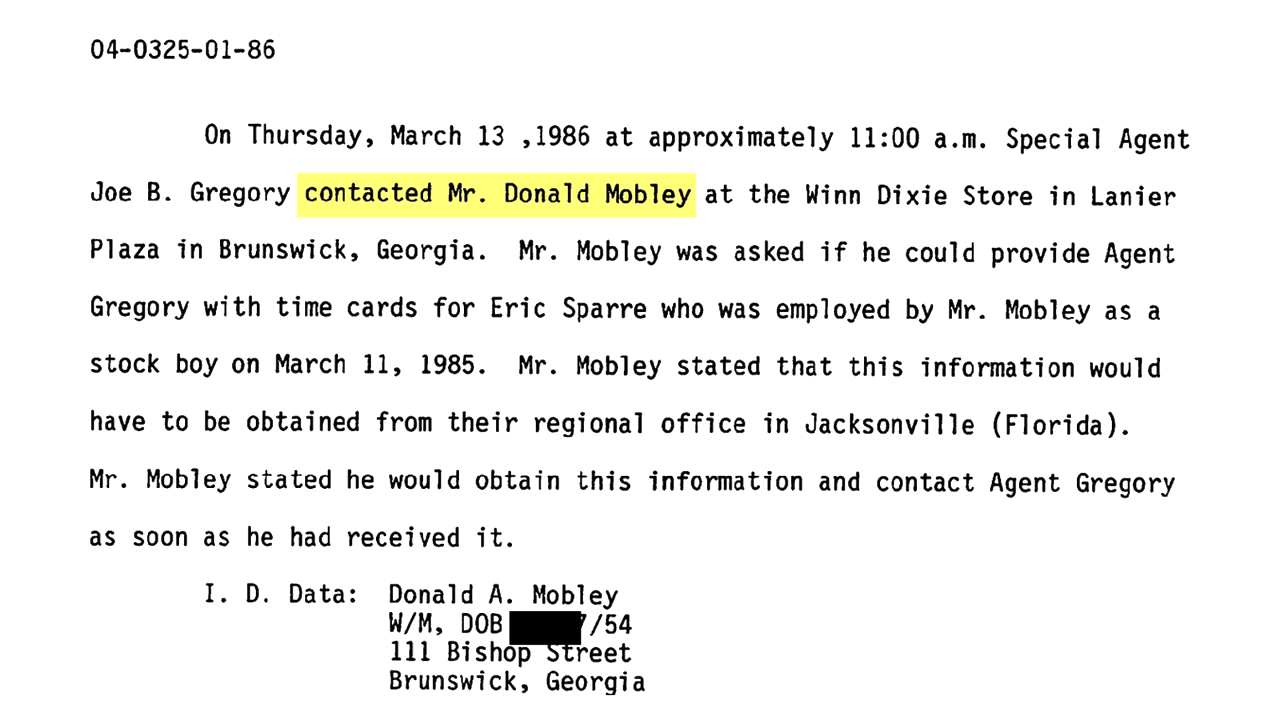 04-0325-01-86
On Thursday, March 13 ,1986 at approximately 11:00 a.m. Special Agent
Joe B. Gregory contacted Mr. Donald Mobley at the Winn Dixie Store in Lanier
Plaza in Brunswick, Georgia. Mr. Mobley was asked if he could provide Agent
Gregory with time cards for Eric Sparre who was employed by Mr. Mobley as a
stock boy on March 11, 1985. Mr. Mobley stated that this information would
have to be obtained from their regional office in Jacksonville (Florida).
Mr. Mobley stated he would obtain this information and contact Agent Gregory
as soon as he had received it.
I. D. Data: Donald A. Mobley
W/M, DOB /54
111 Bishop Street
Brunswick, Georgia